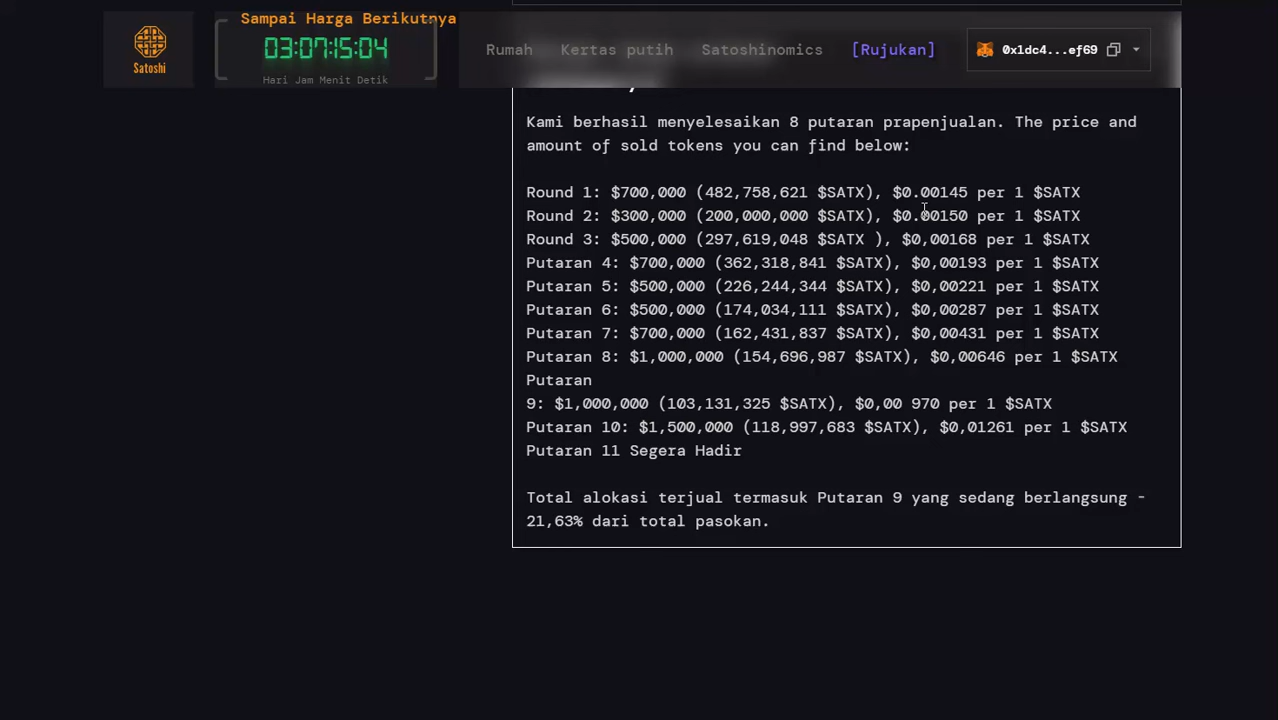 Sampai Harga Berikutnya
Satoshi
03:07:15:04
Hari Jam Menit Detik
Rumah Kertas putih Satoshinomics [Rujukan] 0x1dc4...ef69
Kami berhasil menyelesaikan 8 putaran prapenjualan. The price and
amount of sold tokens you can find below:
Round 1: $700,000 (482,758,621 $SATX), $0.00145 per 1 $SATX
Round 2: $300,000 (200,000,000 $SATX), $0.00150 per 1 $SATX
Round 3: $500,000 (297,619,048 $SATX ), $0,00168 per 1 $SATX
Putaran 4: $700,000 (362,318,841 $SATX), $0,00193 per 1 $SATX
Putaran 5: $500,000 (226,244,344 $SATX), $0,00221 per 1 $SATX
Putaran 6: $500,000 (174,034,111 $SATX), $0,00287 per 1 $SATX
Putaran 7: $700,000 (162,431,837 $SATX), $0,00431 per 1 $SATX
Putaran 8: $1,000,000 (154,696,987 $SATX), $0,00646 per 1 $SATX
Putaran
9: $1,000,000 (103,131,325 $SATX), $0,00 970 per 1 $SATX
Putaran 10: $1,500,000 (118,997,683 $SATX), $0,01261 per 1 $SATX
Putaran 11 Segera Hadir
Total alokasi terjual termasuk Putaran 9 yang sedang berlangsung -
21,63% dari total pasokan.